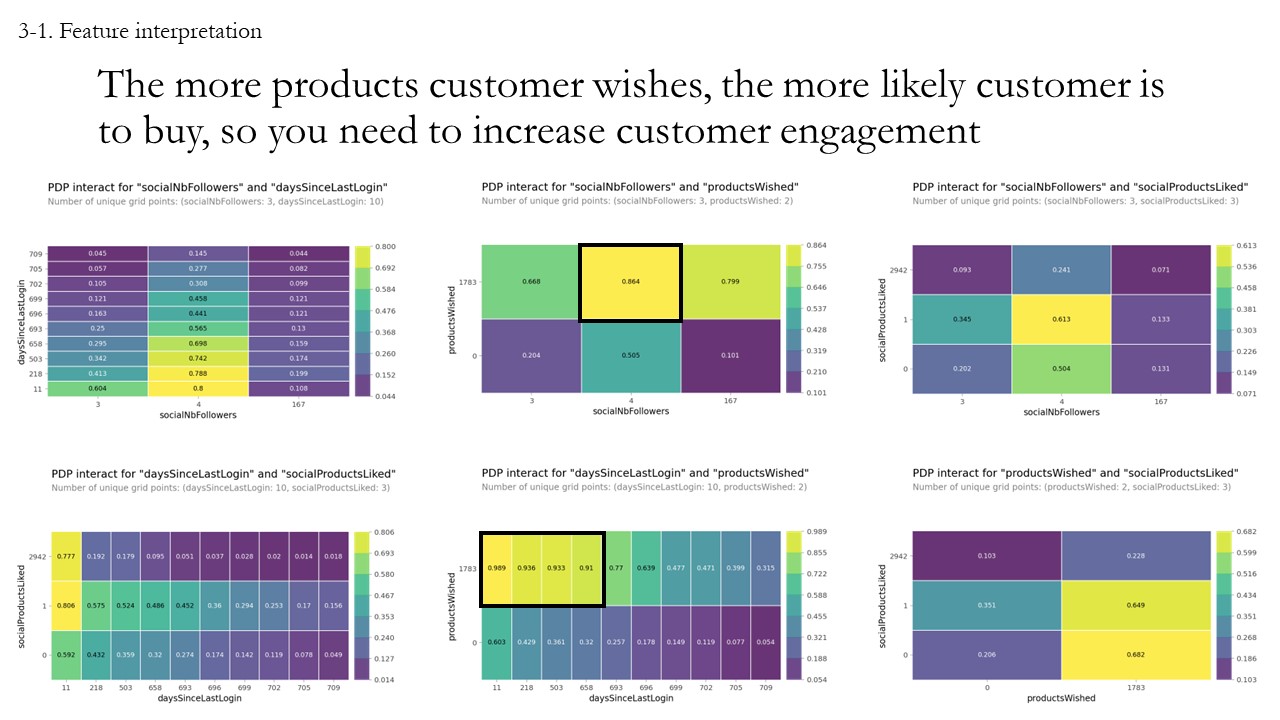 3-1. Feature interpretation
The more products customer wishes, the more likely customer is
to buy, so you need to increase customer engagement
PDP interact for "socialNbFollowers" and "daysSinceLastLogin"
Number of unique grid points: (socialNbFollowers: 3, daysSinceLastLogin: 10)
709 0.045 0.145 0.044
705 0.057 0.277 0.082
702 0.105 0.308 0.099
699 0.121 0.458 0.121
696 0.163 0.441 0.121
693 0.25 0.565 0.13
658 0.295 0.698 0.159
503 0.342 0.742 0.174
218 0.413 0.788 0.199
11 0.604 0.8 0.108
3 4 167
socialNbFollowers
daysSinceLastLogin
0.800
0.692
0.584
0.476
0.368
0.260
0.152
0.044
PDP interact for "socialNbFollowers" and "productsWished"
Number of unique grid points: (socialNbFollowers: 3, productsWished: 2)
1783 0.668 0.864 0.799
0 0.204 0.505 0.101
3 4 167
socialNbFollowers
productsWished
0.864
0.755
0.646
0.537
0.428
0.319
0.210
0.101
PDP interact for "socialNbFollowers" and "socialProductsLiked"
Number of unique grid points: (socialNbFollowers: 3, socialProductsLiked: 3)
2942 0.093 0.241 0.071
1 0.345 0.613 0.133
0 0.202 0.504 0.131
3 4 167
socialNbFollowers
socialProductsLiked
0.613
0.536
0.458
0.381
0.303
0.226
0.149
0.071
PDP interact for "daysSinceLastLogin" and "socialProductsLiked"
Number of unique grid points: (daysSinceLastLogin: 10, socialProductsLiked: 3)
2942 0.777 0.192 0.179 0.095 0.051 0.037 0.028 0.02 0.014 0.018
1 0.806 0.575 0.524 0.486 0.452 0.36 0.294 0.253 0.17 0.156
0 0.592 0.432 0.359 0.32 0.274 0.174 0.142 0.119 0.078 0.049
11 218 503 658 693 696 699 702 705 709
daysSinceLastLogin
socialProductsLiked
0.806
0.693
0.580
0.467
0.353
0.240
0.127
0.014
PDP interact for "daysSinceLastLogin" and "productsWished"
Number of unique grid points: (daysSinceLastLogin: 10, productsWished: 2)
1783 0.989 0.936 0.933 0.91 0.77 0.639 0.477 0.471 0.399 0.315
0 0.603 0.429 0.361 0.32 0.257 0.178 0.149 0.119 0.077 0.054
11 218 503 658 693 696 699 702 705 709
daysSinceLastLogin
productsWished
0.989
0.855
0.722
0.588
0.455
0.321
0.188
0.054
PDP interact for "productsWished" and "socialProductsLiked"
Number of unique grid points: (productsWished: 2, socialProductsLiked: 3)
2942 0.103 0.228
1 0.351 0.649
0 0.206 0.682
0 1783
productsWished
socialProductsLiked
0.682
0.599
0.516
0.434
0.351
0.268
0.186
0.103